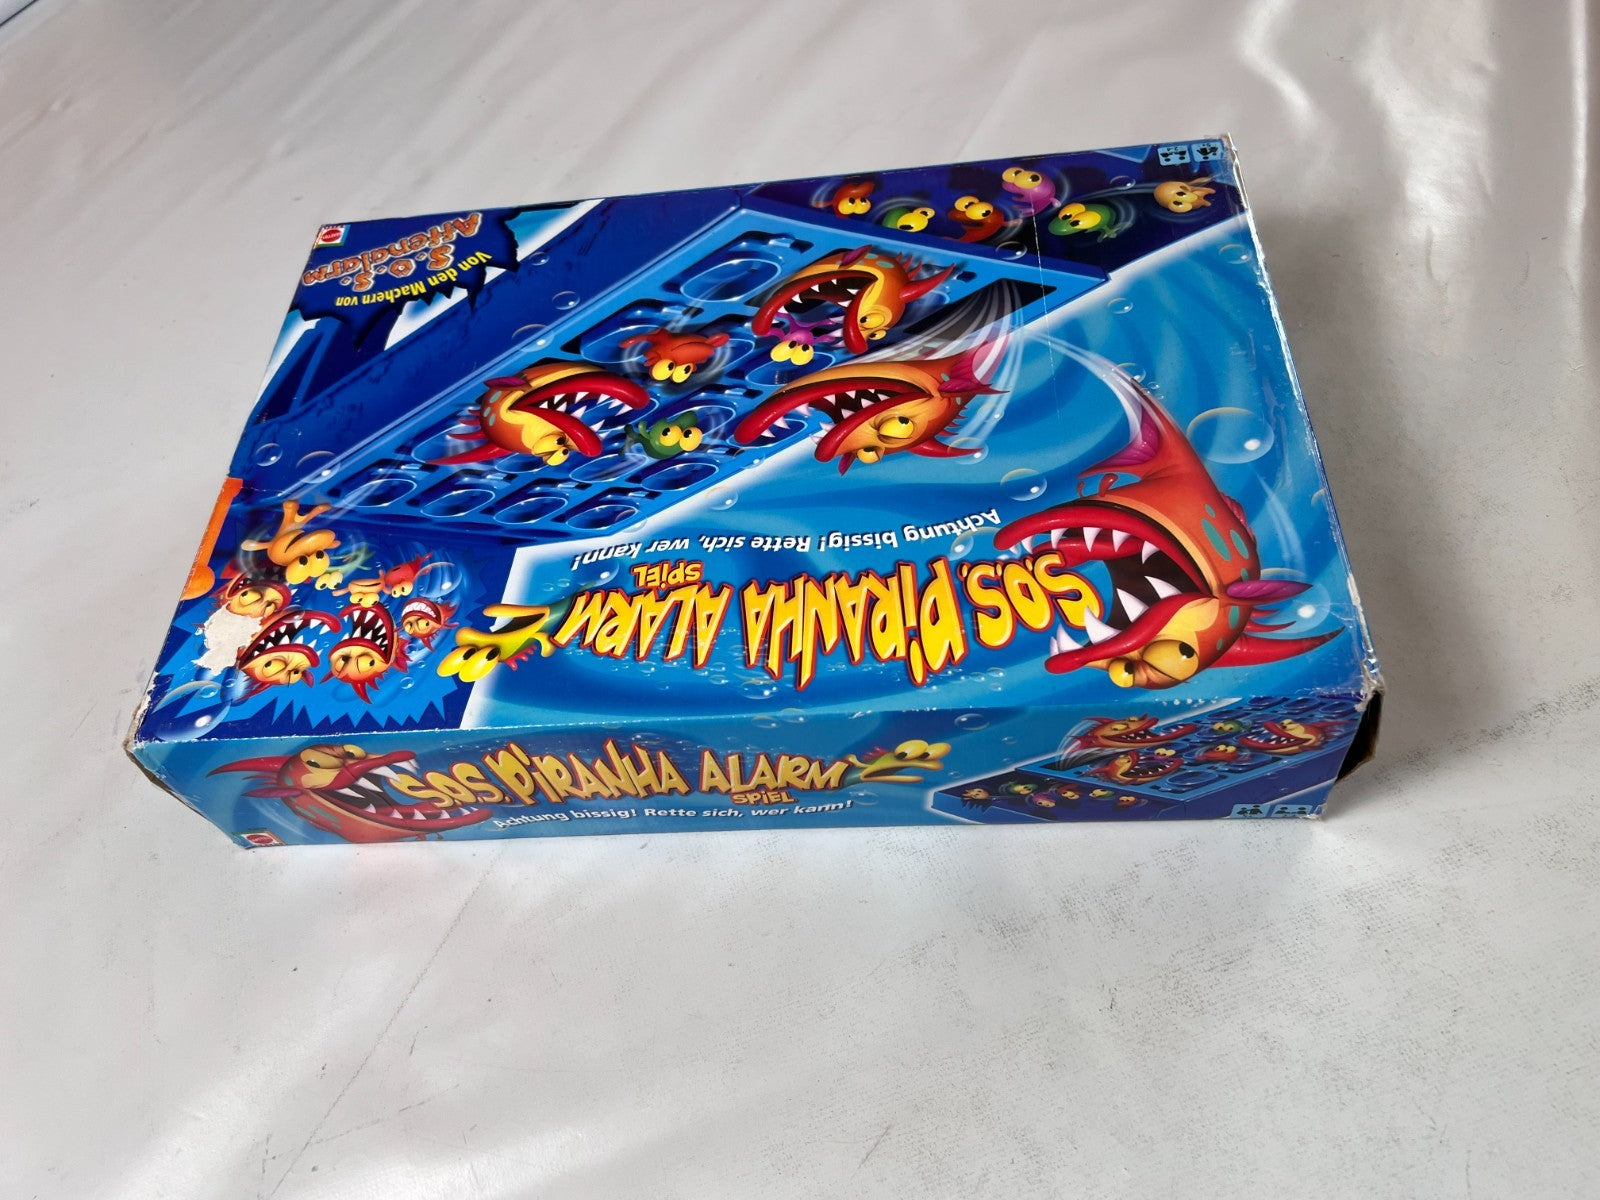 Von den Machern von
S. O. S.
Affenalarm
MATTEL
Achtung bissig! Rette sich, wer kann!
S.O.S. PiRANHA ALARM
SPiEL
S.O.S. PiRANHA ALARM
SPiEL
Achtung bissig! Rette sich, wer kann!